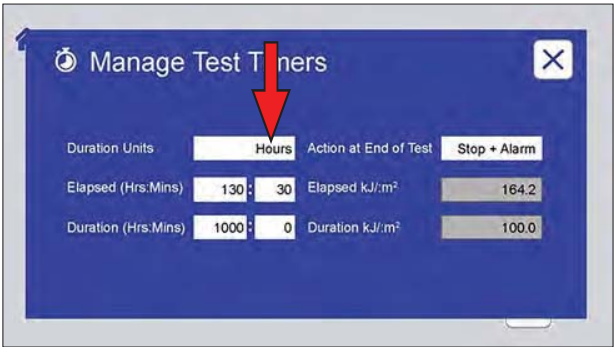 Manage Test Timers
Duration Units Hours Action at End of Test Stop + Alarm
Elapsed (Hrs:Mins) 130 : 30 Elapsed kJ/:m² 164.2
Duration (Hrs:Mins) 1000 : 0 Duration kJ/:m² 100.0